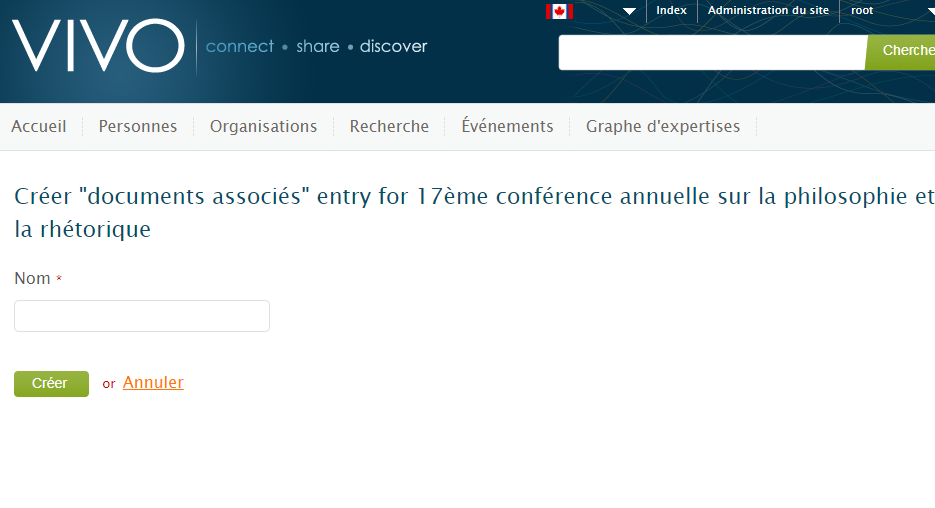 VIVO connect • share • discover
Index Administration du site root
Cherche
Accueil Personnes Organisations Recherche Événements Graphe d'expertises
Créer "documents associés" entry for 17ème conférence annuelle sur la philosophie et
la rhétorique
Nom *
Créer or Annuler